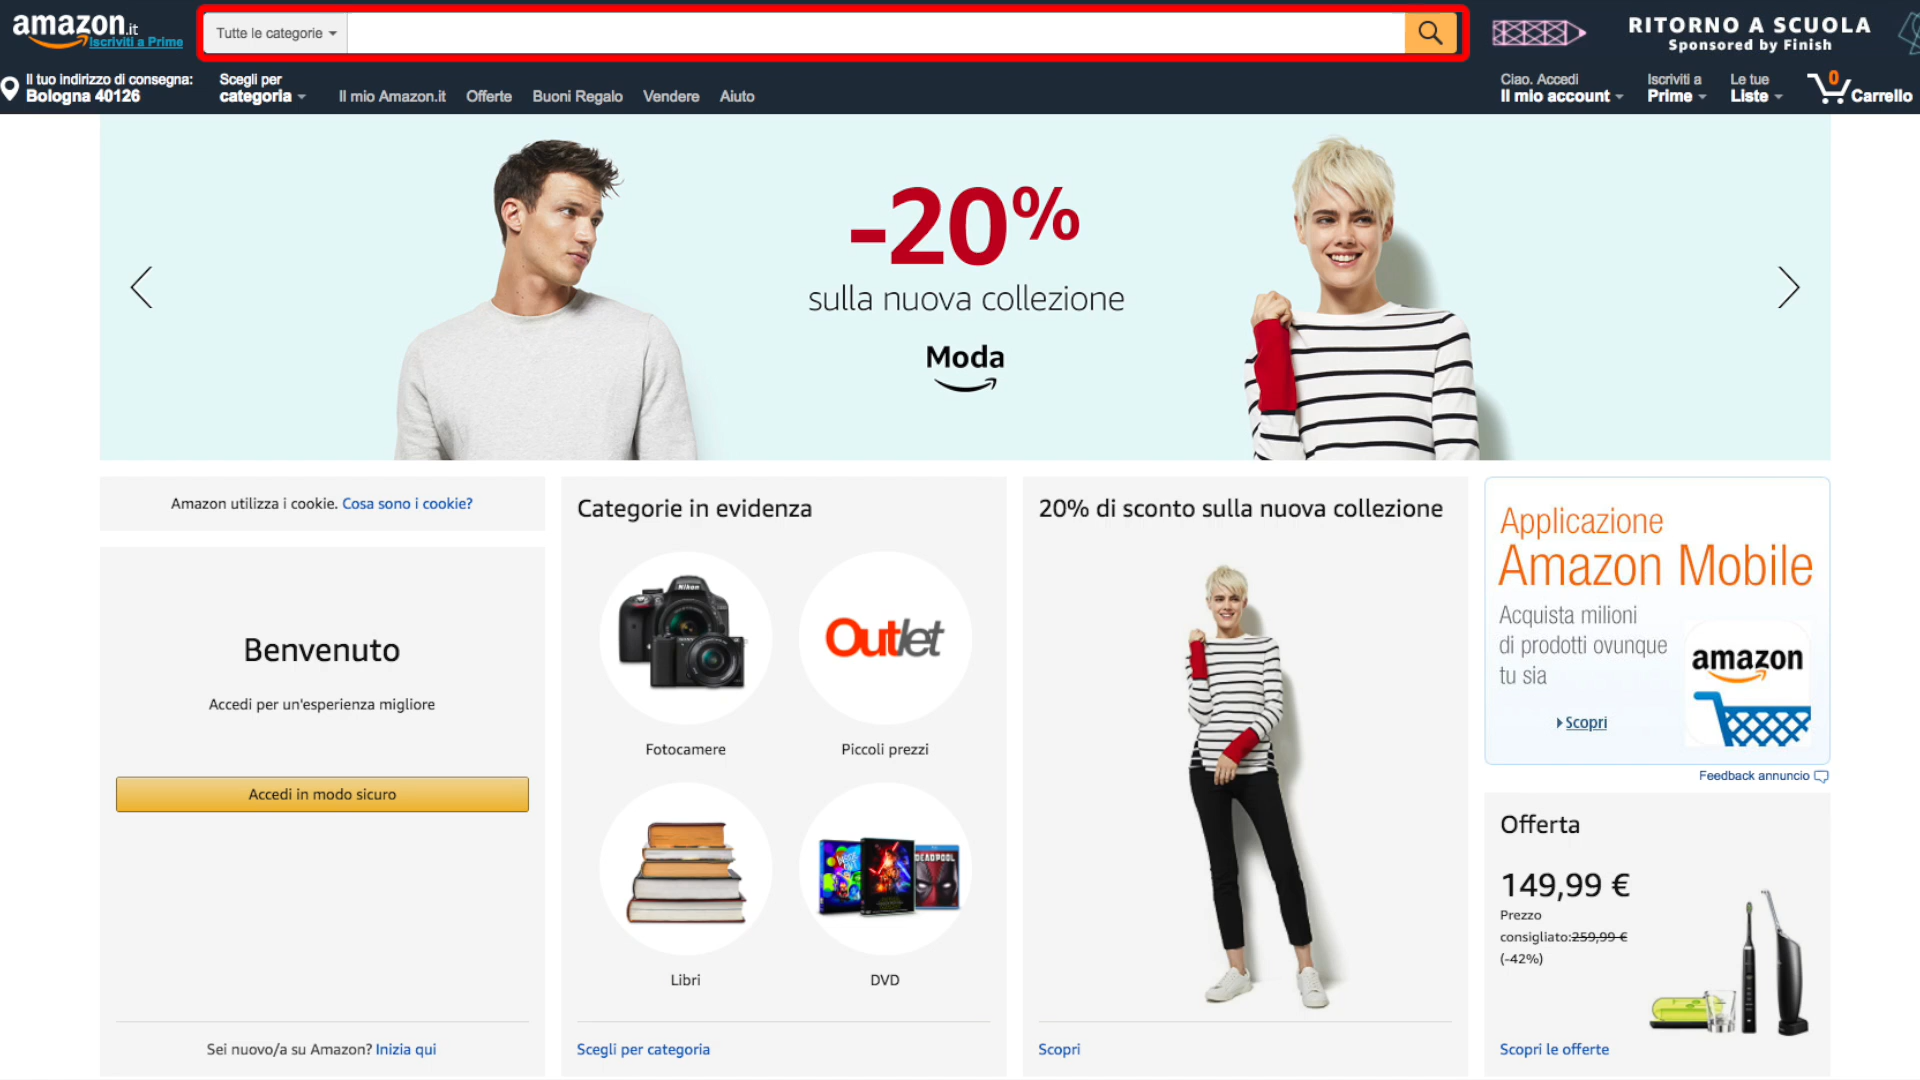 amazon.it
Iscriviti a Prime
Tutte le categorie
RITORNO A SCUOLA
Sponsored by Finish
Il tuo indirizzo di consegna:
Bologna 40126
Scegli per
categoria
Il mio Amazon.it
Offerte
Buoni Regalo
Vendere
Aiuto
Ciao. Accedi
Il mio account
Iscriviti a
Prime
Le tue
Liste
0
Carrello
-20%
sulla nuova collezione
Moda
Amazon utilizza i cookie. Cosa sono i cookie?
Benvenuto
Accedi per un'esperienza migliore
Accedi in modo sicuro
Sei nuovo/a su Amazon? Inizia qui
Categorie in evidenza
Nikon
Outlet
Fotocamere
Piccoli prezzi
INSIDE OUT
DEADPOOL
Libri
DVD
Scegli per categoria
20% di sconto sulla nuova collezione
Scopri
Applicazione
Amazon Mobile
Acquista milioni
di prodotti ovunque
tu sia
amazon
Scopri
Feedback annuncio
Offerta
149,99 €
Prezzo
consigliato:259,99 €
(-42%)
Scopri le offerte